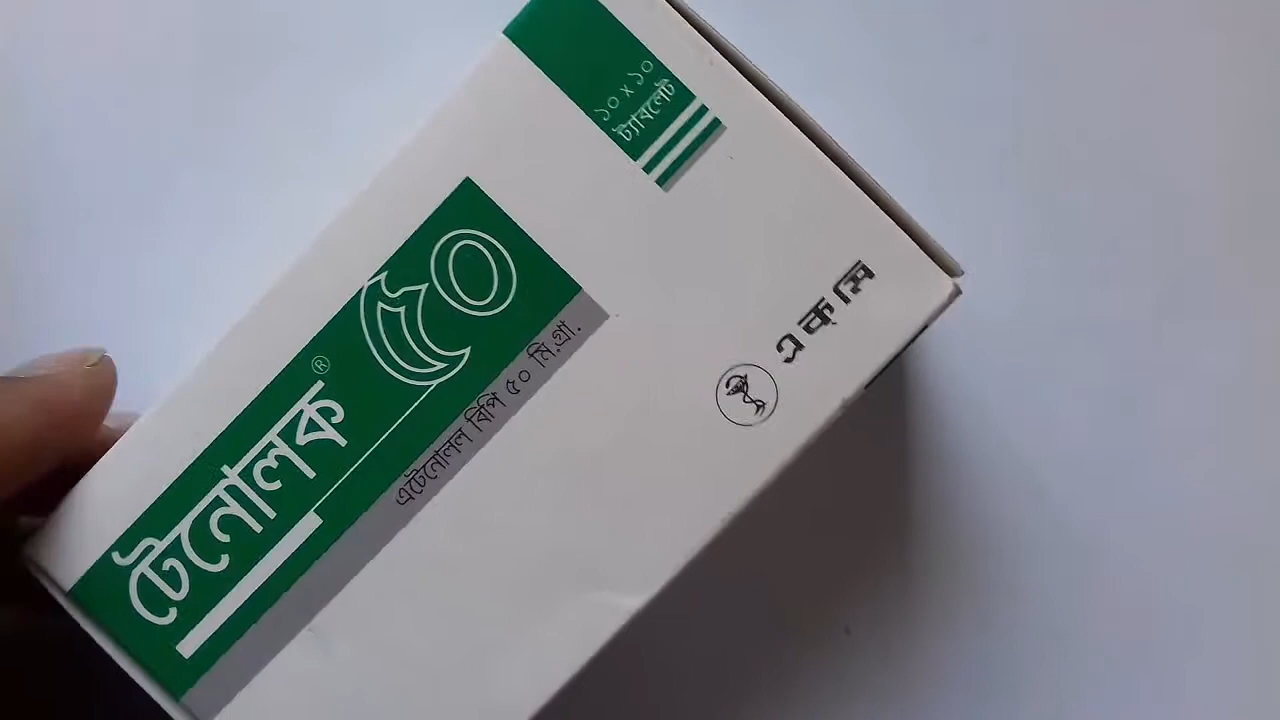 ১০ x ১০
ট্যাবলেট
টেনোলক® ৫০
এটেনোলল বিপি ৫০ মি.গ্রা.
একমি